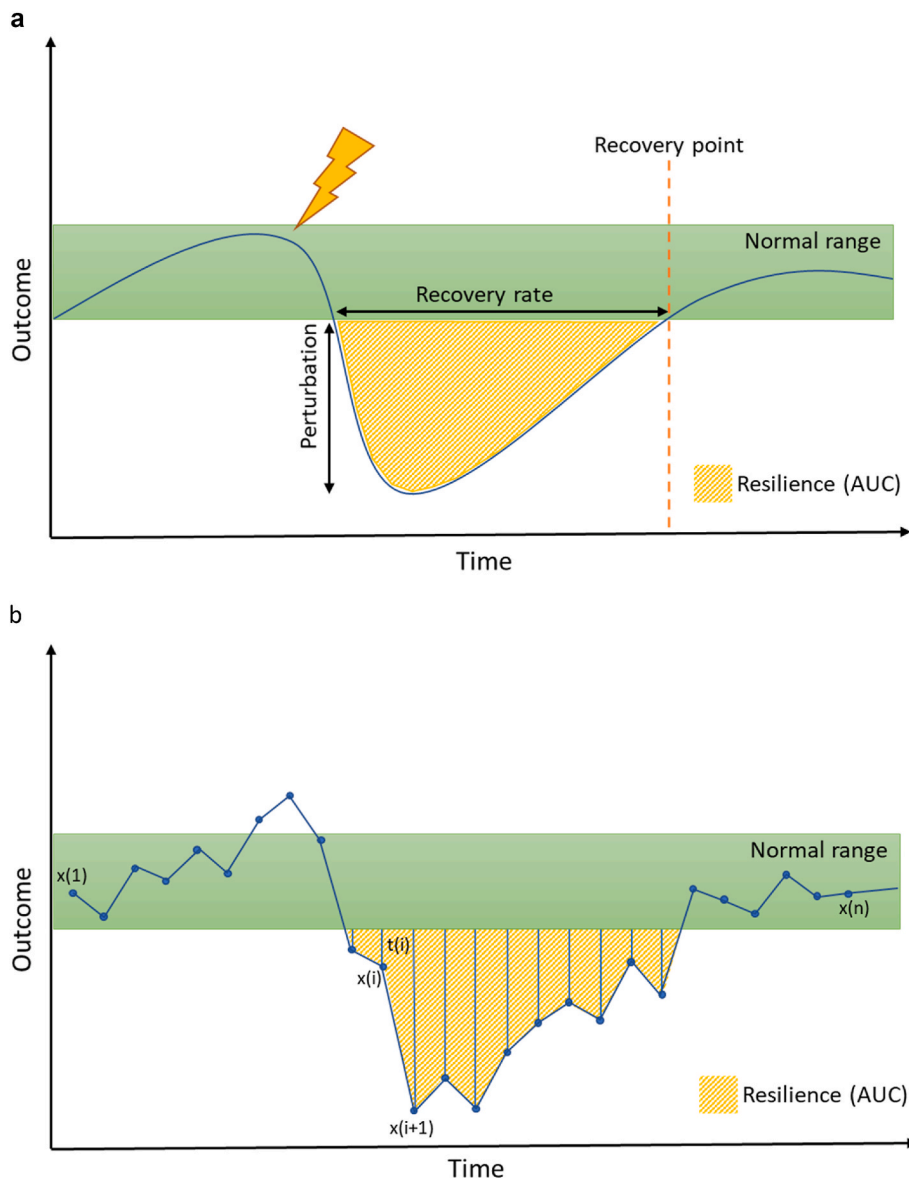 a
Recovery point
Normal range
Recovery rate
Outcome
Perturbation
Resilience (AUC)
Time
b
Normal range
x(1)
x(n)
Outcome
t(i)
x(i)
Resilience (AUC)
x(i+1)
Time